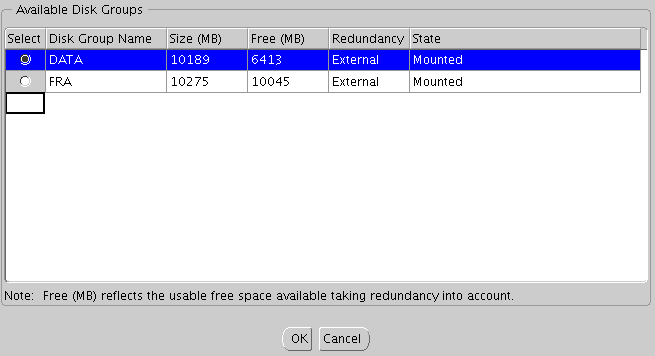 Available Disk Groups
Select Disk Group Name Size (MB) Free (MB) Redundancy State
DATA 10189 6413 External Mounted
FRA 10275 10045 External Mounted
Note: Free (MB) reflects the usable free space available taking redundancy into account.
OK Cancel